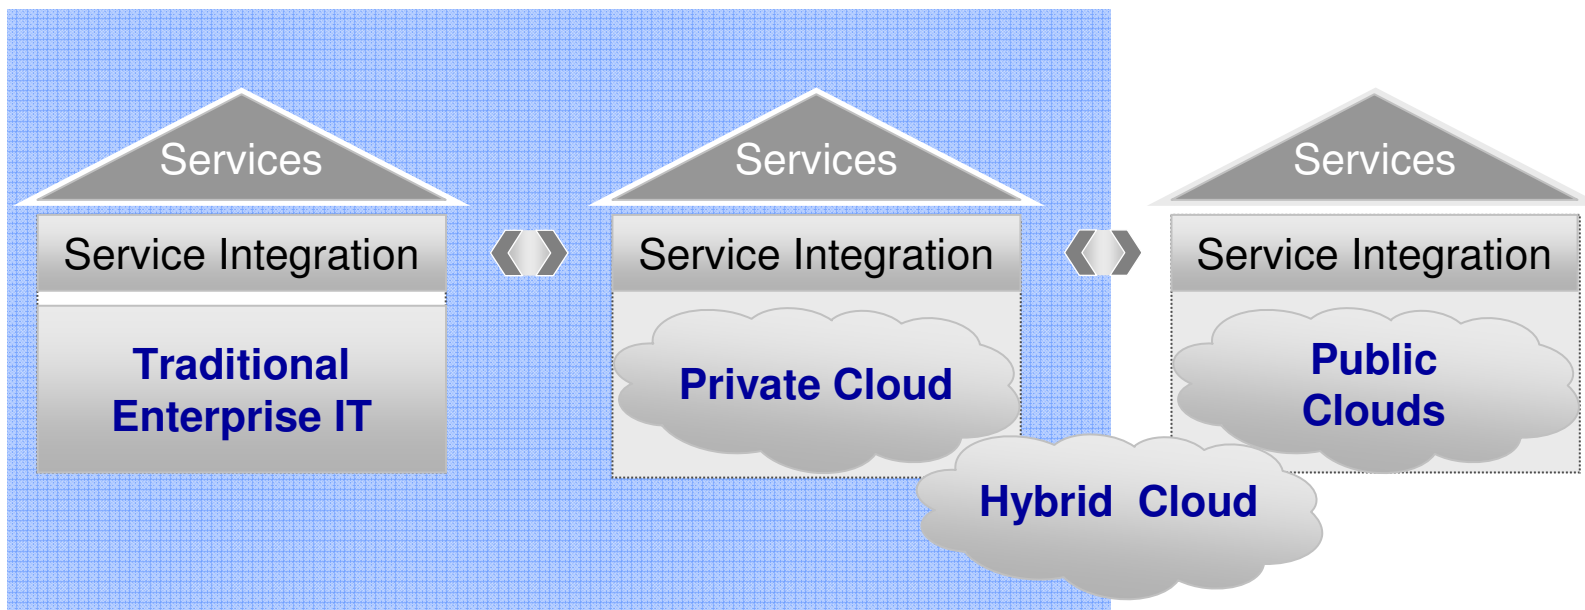 Services
Services
Services
Service Integration
Service Integration
Service Integration
Traditional
Enterprise IT
Private Cloud
Public
Clouds
Hybrid  Cloud